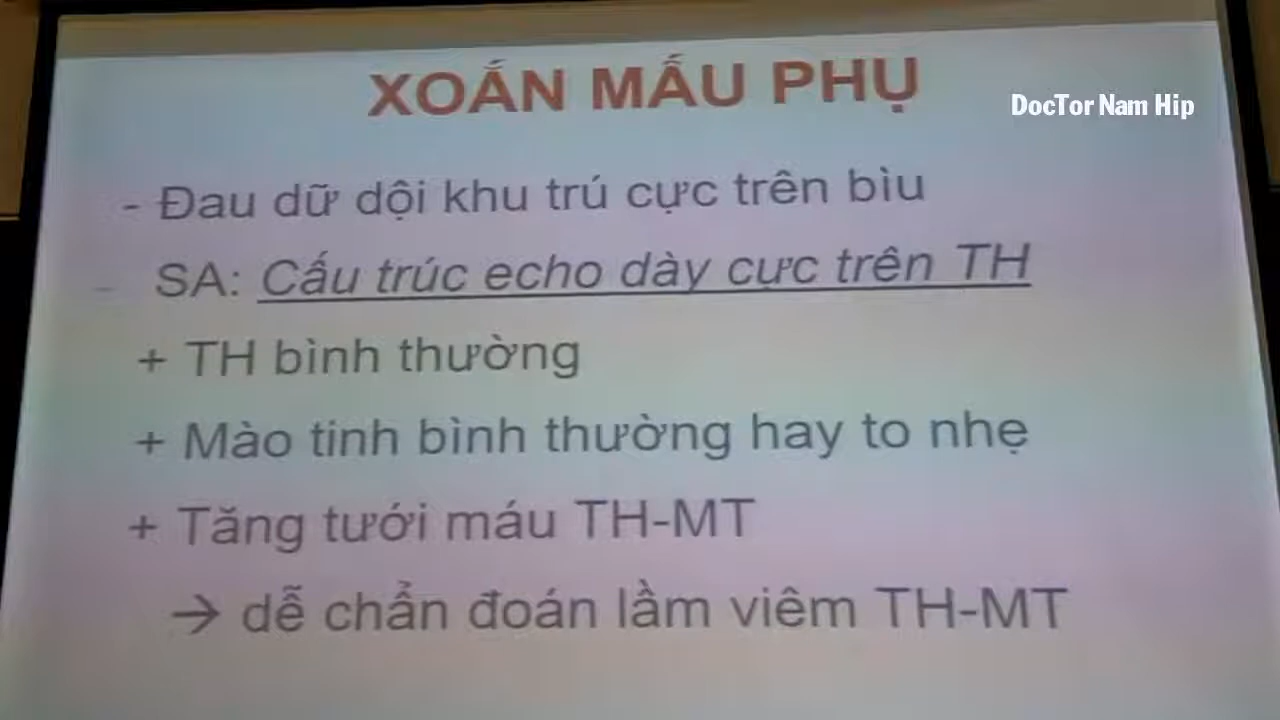 XOẮN MẤU PHỤ
DocTor Nam Hip
- Đau dữ dội khu trú cực trên bìu
- SA: Cấu trúc echo dày cực trên TH
+ TH bình thường
+ Mào tinh bình thường hay to nhẹ
+ Tăng tưới máu TH-MT
→ dễ chẩn đoán lầm viêm TH-MT